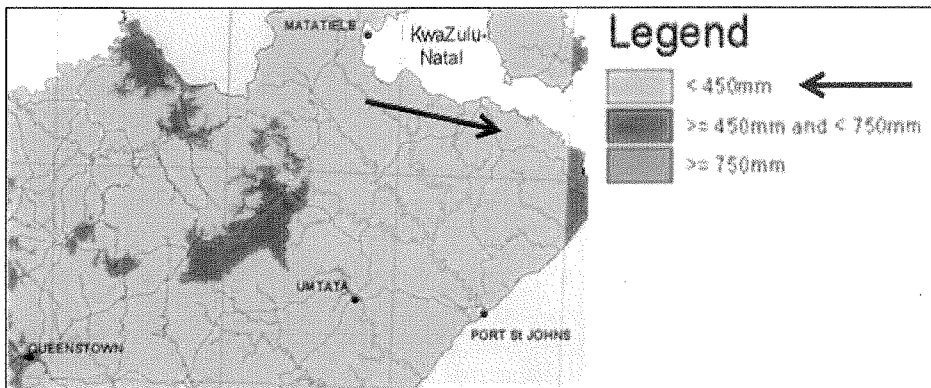 MATATIELE
KwaZulu-
Natal
UMTATA
PORT St JOHNS
QUEENSTOWN
Legend
< 450mm
>= 450mm and < 750mm
>= 750mm